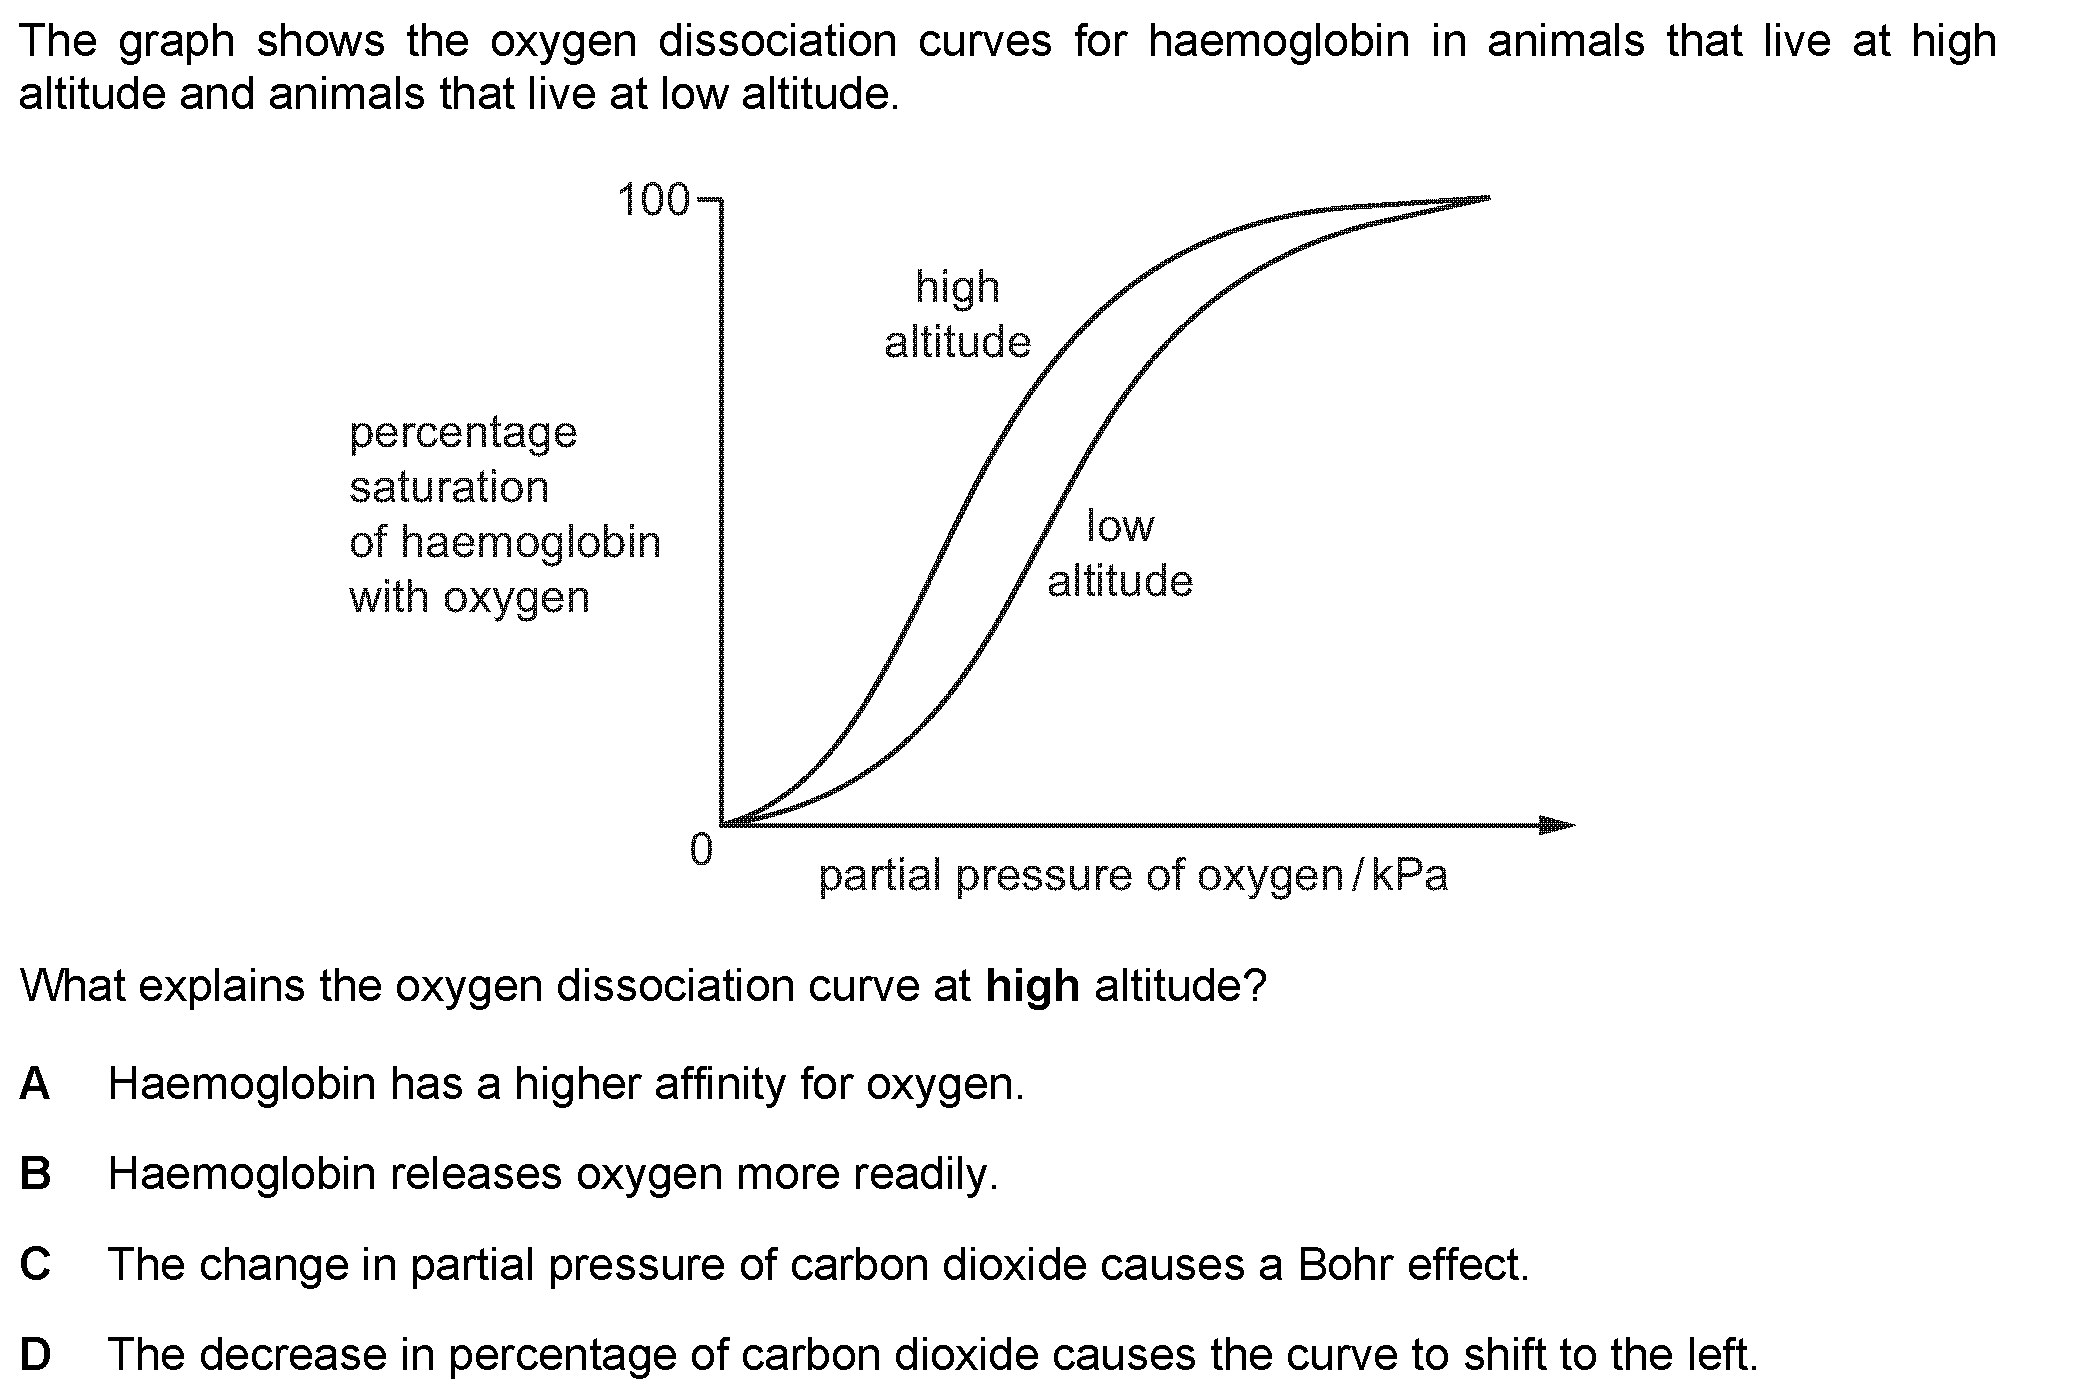 The graph shows the oxygen dissociation curves for haemoglobin in animals that live at high
altitude and animals that live at low altitude.
100
high
altitude
percentage
saturation
of haemoglobin
with oxygen
low
altitude
0
partial pressure of oxygen / kPa
What explains the oxygen dissociation curve at high altitude?
A Haemoglobin has a higher affinity for oxygen.
B Haemoglobin releases oxygen more readily.
C The change in partial pressure of carbon dioxide causes a Bohr effect.
D The decrease in percentage of carbon dioxide causes the curve to shift to the left.